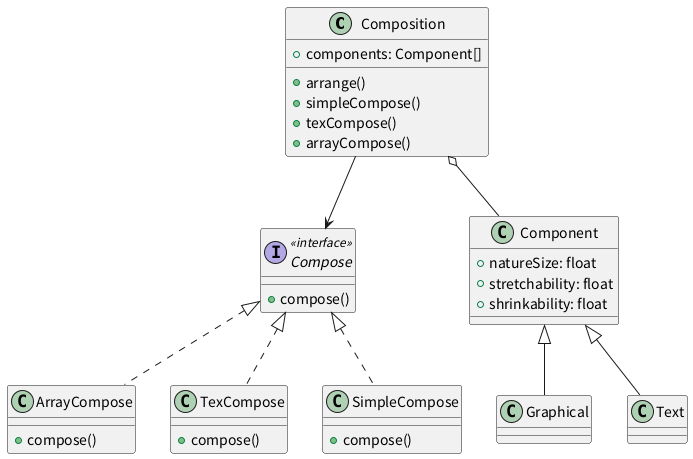 C Composition
components: Component[]
arrange()
simpleCompose()
texCompose()
arrayCompose()
«interface»
I Compose
compose()
C Component
natureSize: float
stretchability: float
shrinkability: float
C ArrayCompose
compose()
C TexCompose
compose()
C SimpleCompose
compose()
C Graphical
C Text